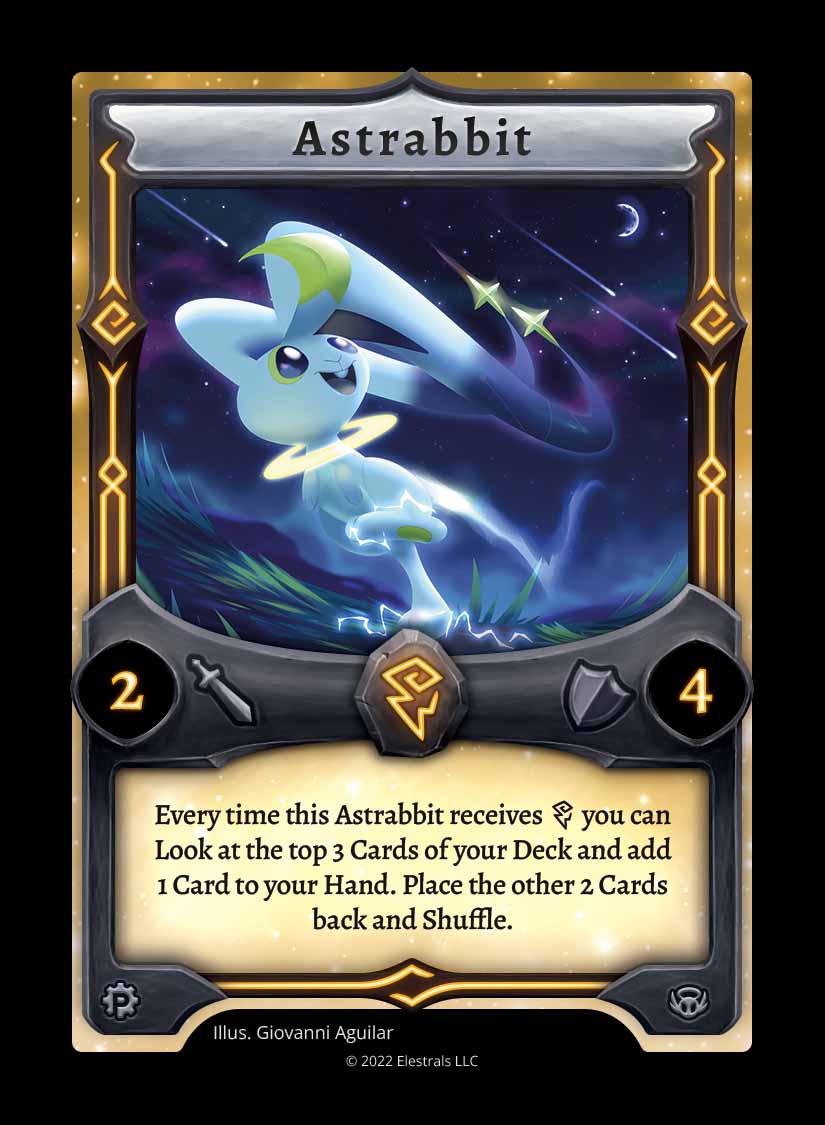 Astrabbit
2
4
Every time this Astrabbit receives you can
Look at the top 3 Cards of your Deck and add
1 Card to your Hand. Place the other 2 Cards
back and Shuffle.
P
Illus. Giovanni Aguilar
© 2022 Elestrals LLC